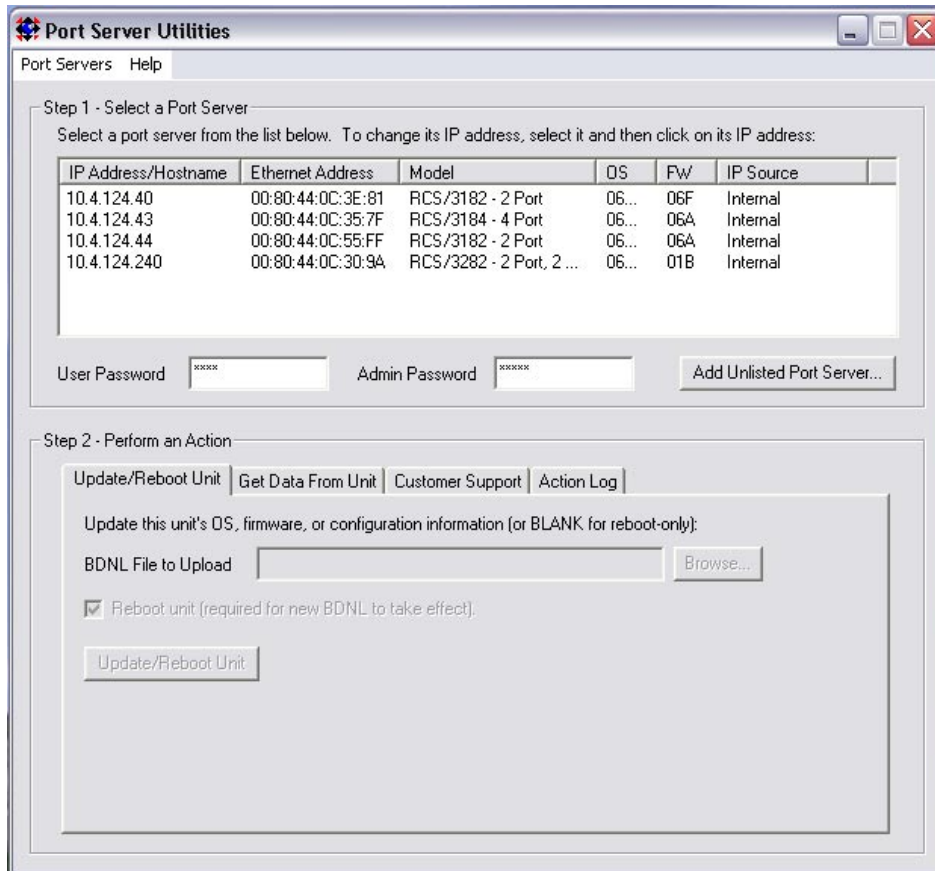 Port Server Utilities
Port Servers Help
Step 1 - Select a Port Server
Select a port server from the list below. To change its IP address, select it and then click on its IP address:
IP Address/Hostname Ethernet Address Model OS FW IP Source
10.4.124.40 00:80:44:0C:3E:81 RCS/3182 - 2 Port 06... 06F Internal
10.4.124.43 00:80:44:0C:35:7F RCS/3184 - 4 Port 06... 06A Internal
10.4.124.44 00:80:44:0C:55:FF RCS/3182 - 2 Port 06... 06A Internal
10.4.124.240 00:80:44:0C:30:9A RCS/3282 - 2 Port, 2 ... 06... 01B Internal
User Password xxxx Admin Password xxxxx Add Unlisted Port Server...
Step 2 - Perform an Action
Update/Reboot Unit Get Data From Unit Customer Support Action Log
Update this unit's OS, firmware, or configuration information (or BLANK for reboot-only):
BDNL File to Upload Browse...
Reboot unit (required for new BDNL to take effect).
Update/Reboot Unit